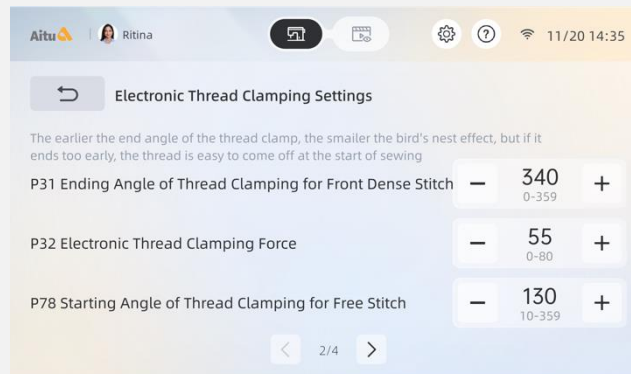 Aitu
Ritina
11/20 14:35
Electronic Thread Clamping Settings
The earlier the end angle of the thread clamp, the smailer the bird's nest effect, but if it
ends too early, the thread is easy to come off at the start of sewing
P31 Ending Angle of Thread Clamping for Front Dense Stitch
340
0-359
P32 Electronic Thread Clamping Force
55
0-80
P78 Starting Angle of Thread Clamping for Free Stitch
130
10-359
2/4